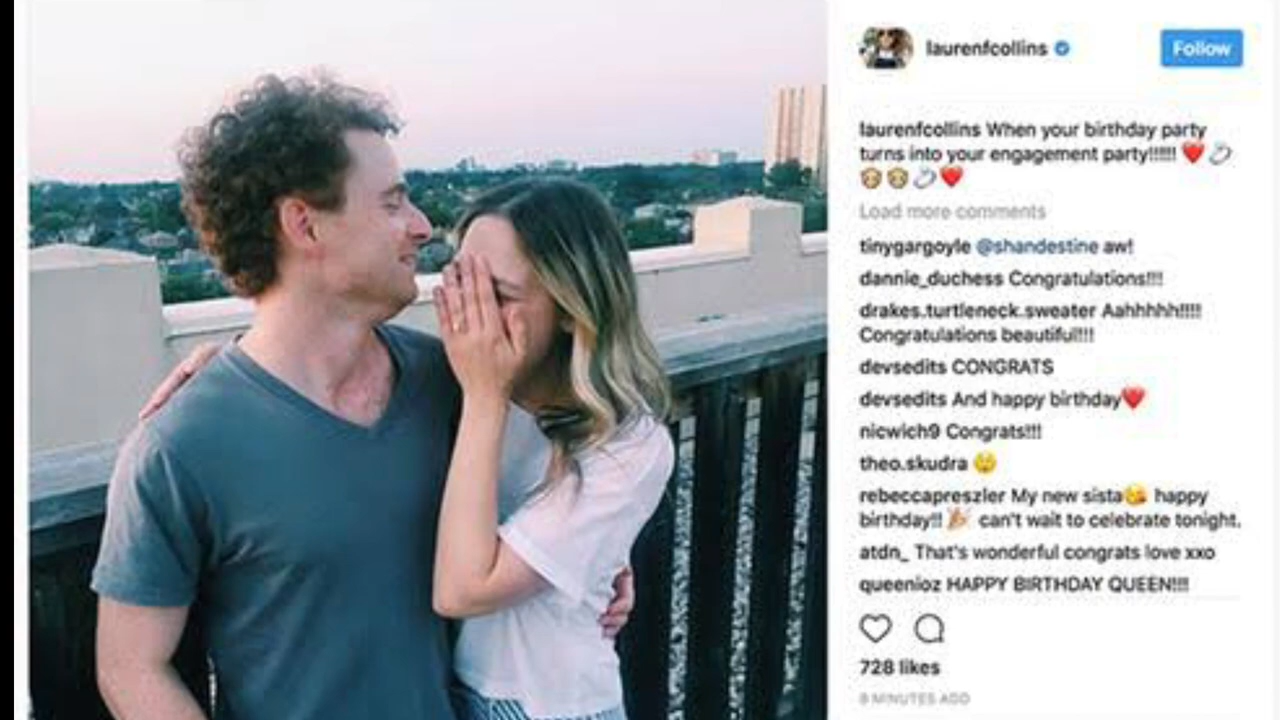 laurenfcollins
Follow
laurenfcollins When your birthday party
turns into your engagement party!!!!!! ❤️💍
🙊🙊💍❤️
Load more comments
tinygargoyle @shandestine aw!
dannie_duchess Congratulations!!!
drakes.turtleneck.sweater Aahhhhh!!!!
Congratulations beautiful!!!
devsedits CONGRATS
devsedits And happy birthday❤️
nicwich9 Congrats!!!
theo.skudra
rebeccapreszler My new sista😘 happy
birthday!! 🎉 can't wait to celebrate tonight.
atdn_ That's wonderful congrats love xxo
queenioz HAPPY BIRTHDAY QUEEN!!!
728 likes
MINUTES AGO